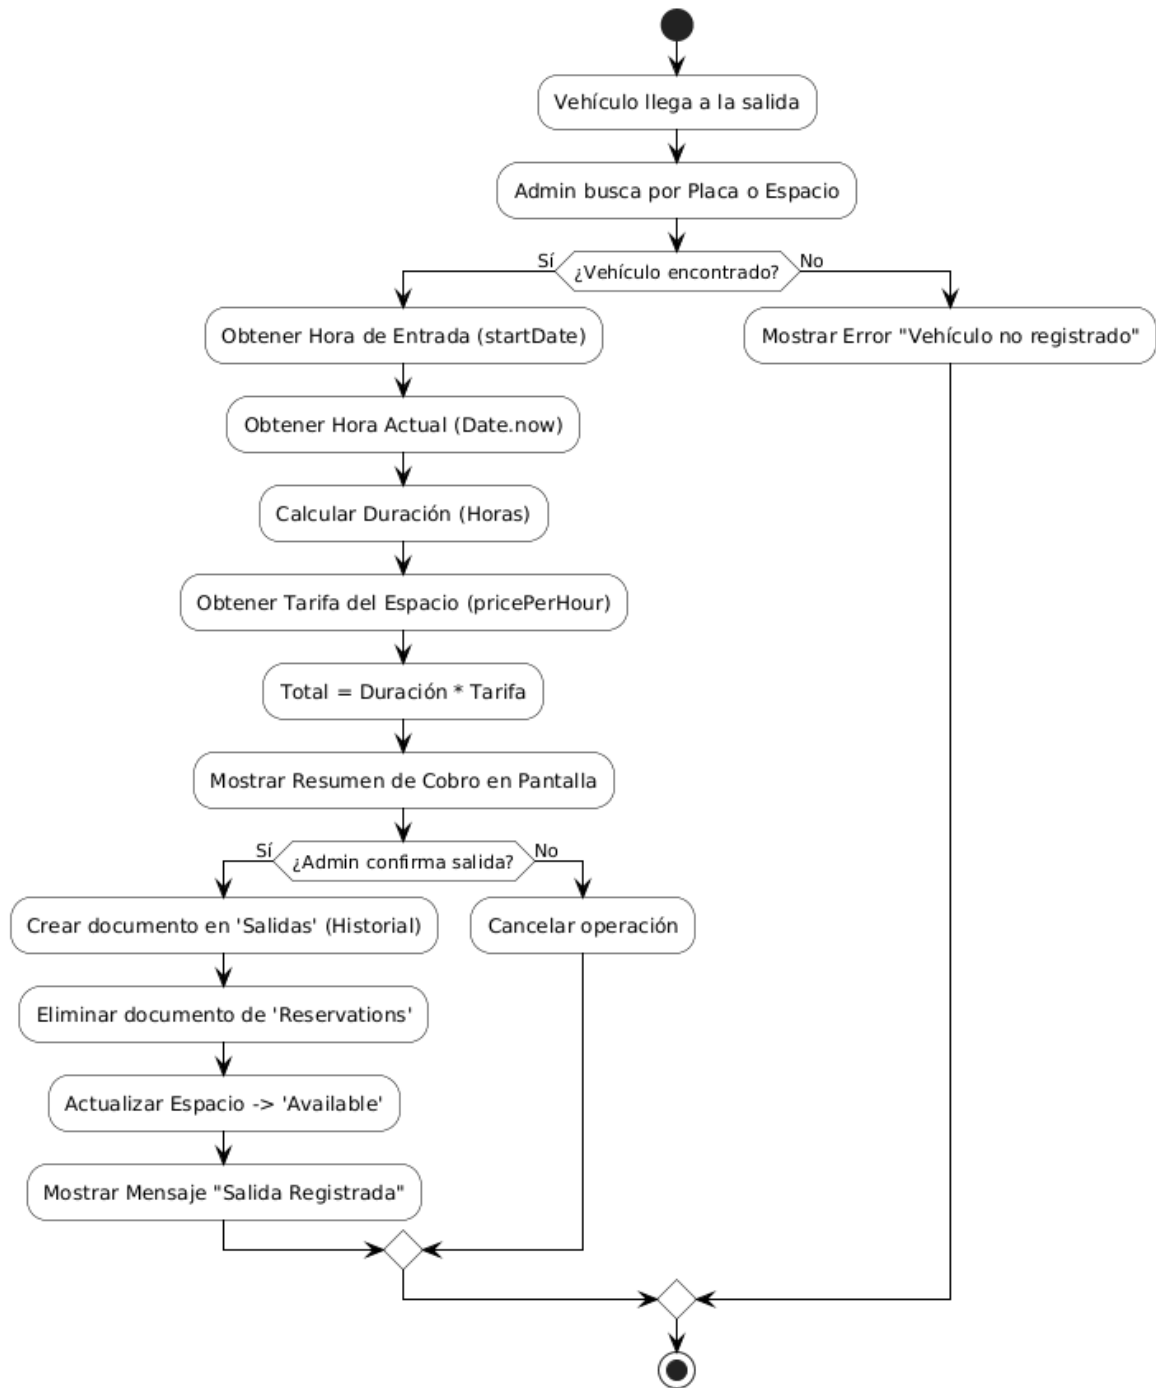 Vehículo llega a la salida
Admin busca por Placa o Espacio
Sí
¿Vehículo encontrado?
No
Obtener Hora de Entrada (startDate)
Mostrar Error "Vehículo no registrado"
Obtener Hora Actual (Date.now)
Calcular Duración (Horas)
Obtener Tarifa del Espacio (pricePerHour)
Total = Duración * Tarifa
Mostrar Resumen de Cobro en Pantalla
Sí
¿Admin confirma salida?
No
Crear documento en 'Salidas' (Historial)
Cancelar operación
Eliminar documento de 'Reservations'
Actualizar Espacio -> 'Available'
Mostrar Mensaje "Salida Registrada"